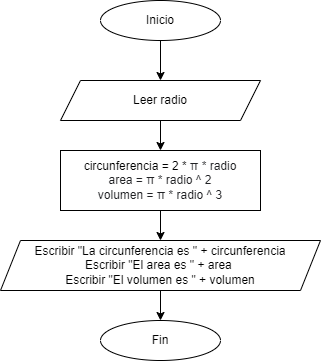 Inicio
Leer radio
circunferencia = 2 * π * radio
area = π * radio ^ 2
volumen = π * radio ^ 3
Escribir "La circunferencia es " + circunferencia
Escribir "El area es " + area
Escribir "El volumen es " + volumen
Fin